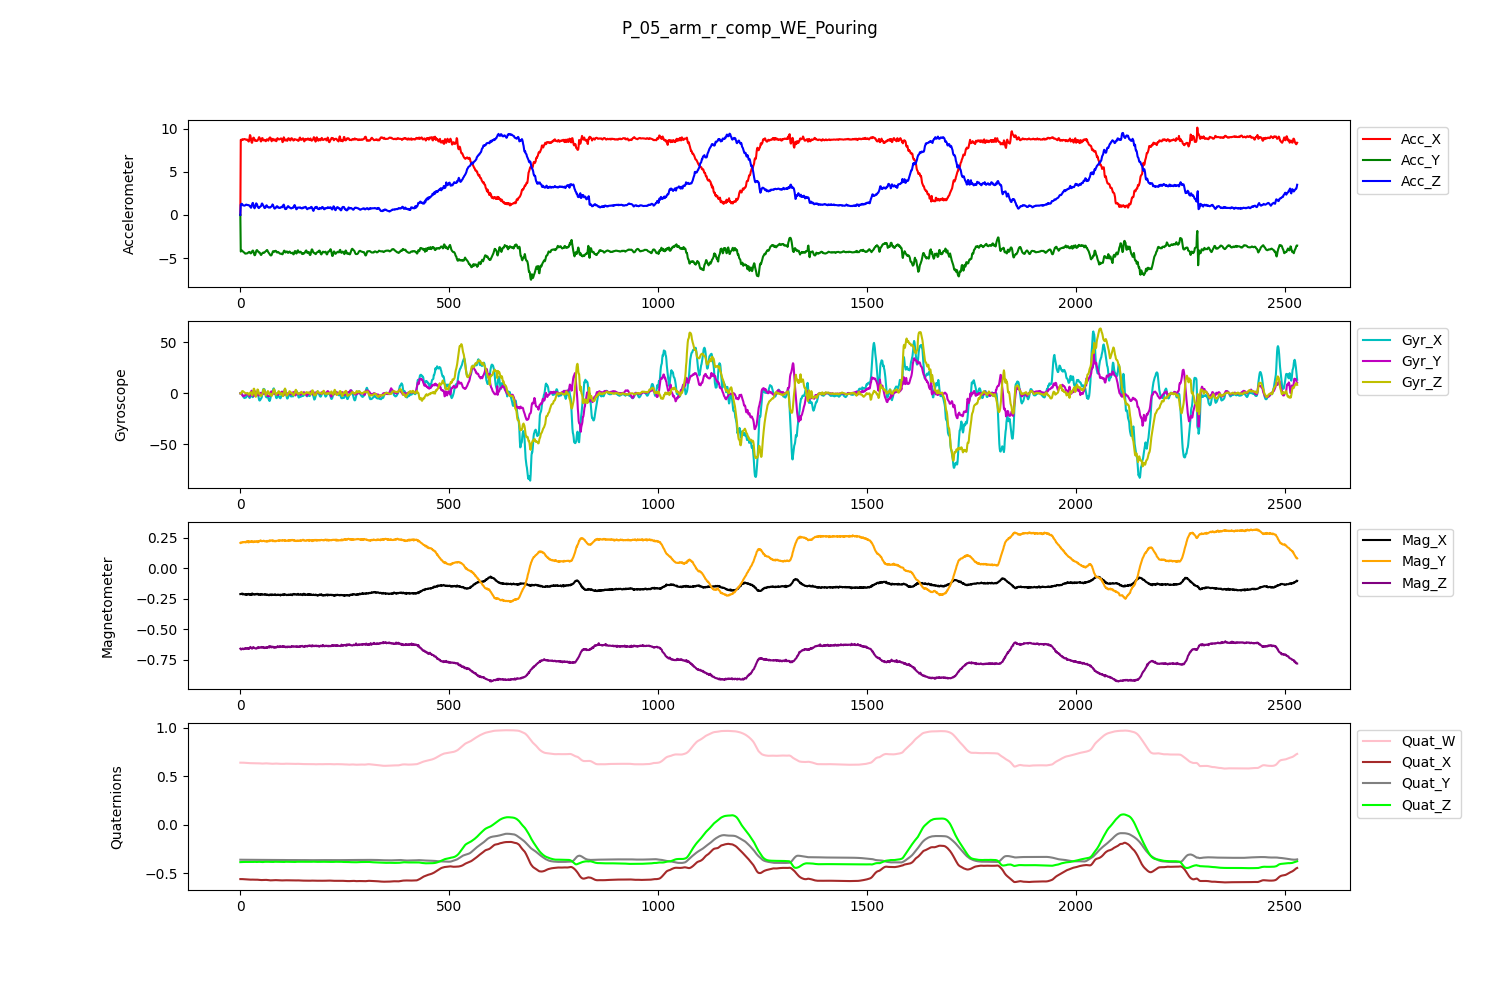 P_05_arm_r_comp_WE_Pouring
Accelerometer
10
5
0
−5
0 500 1000 1500 2000 2500
Acc_X
Acc_Y
Acc_Z
Gyroscope
50
0
−50
0 500 1000 1500 2000 2500
Gyr_X
Gyr_Y
Gyr_Z
Magnetometer
0.25
0.00
−0.25
−0.50
−0.75
0 500 1000 1500 2000 2500
Mag_X
Mag_Y
Mag_Z
Quaternions
1.0
0.5
0.0
−0.5
0 500 1000 1500 2000 2500
Quat_W
Quat_X
Quat_Y
Quat_Z